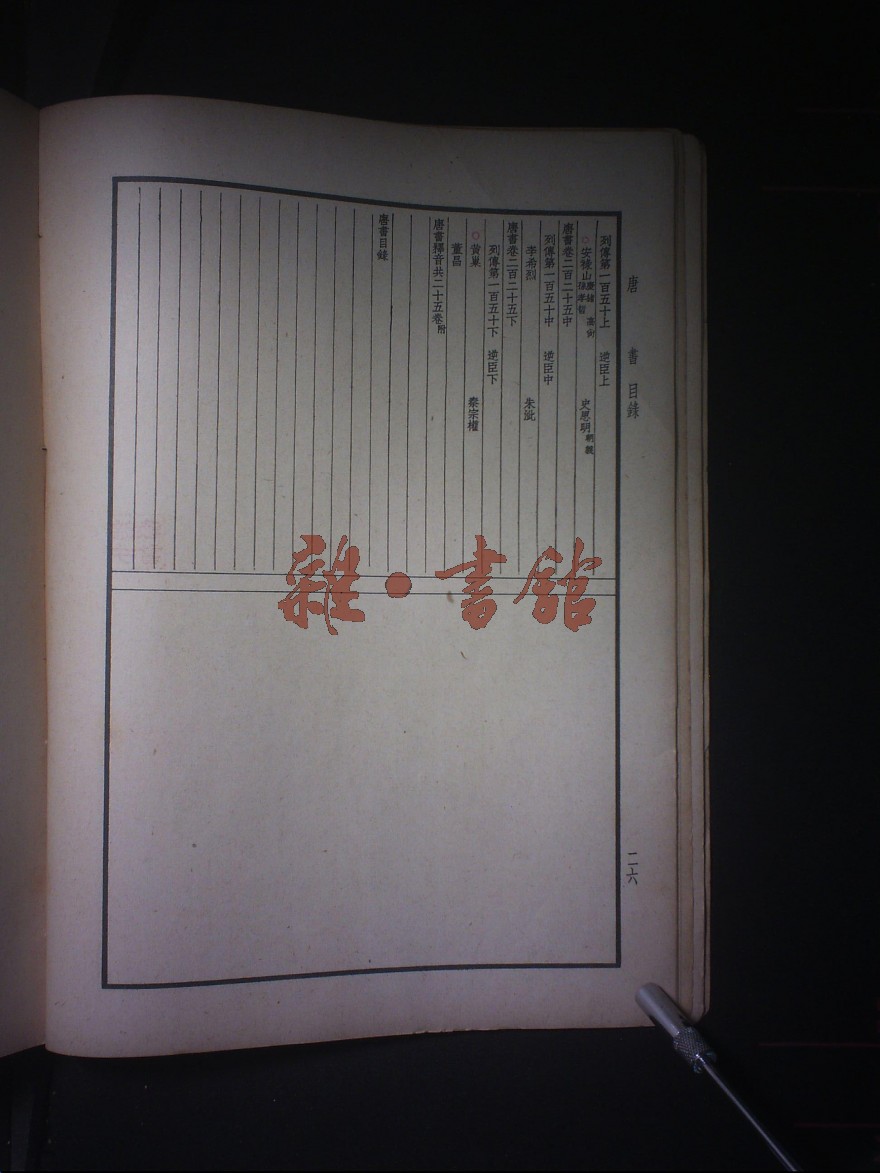 唐書目錄
二六
列傳第一百五十上 逆臣上
安祿山 慶緒 高尚 孫孝哲 史思明 朝義
唐書卷二百二十五中
列傳第一百五十中 逆臣中
李希烈 朱泚
唐書卷二百二十五下
列傳第一百五十下 逆臣下
黃巢 秦宗權
董昌
唐書釋音共二十五卷附
唐書目錄
雜·書館